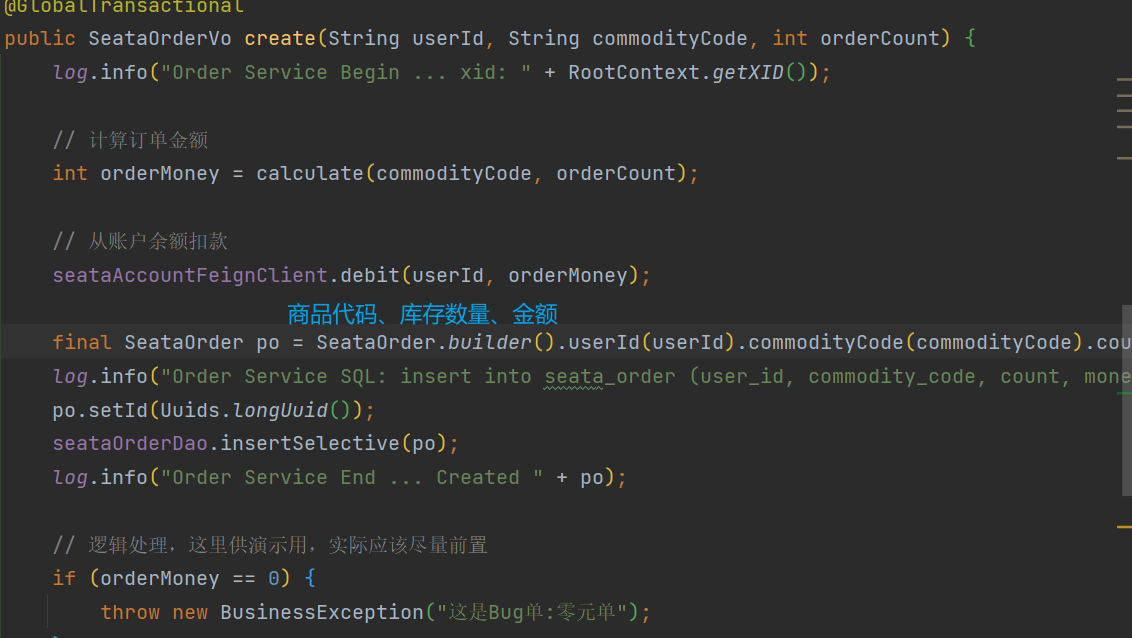 @GlobalTransactional
public SeataOrderVo create(String userId, String commodityCode, int orderCount) {
log.info("Order Service Begin ... xid: " + RootContext.getXID());
// 计算订单金额
int orderMoney = calculate(commodityCode, orderCount);
// 从账户余额扣款
seataAccountFeignClient.debit(userId, orderMoney);
商品代码、库存数量、金额
final SeataOrder po = SeataOrder.builder().userId(userId).commodityCode(commodityCode).cou
log.info("Order Service SQL: insert into seata_order (user_id, commodity_code, count, mone
po.setId(Uuids.longUuid());
seataOrderDao.insertSelective(po);
log.info("Order Service End ... Created " + po);
// 逻辑处理，这里供演示用，实际应该尽量前置
if (orderMoney == 0) {
throw new BusinessException("这是Bug单:零元单");